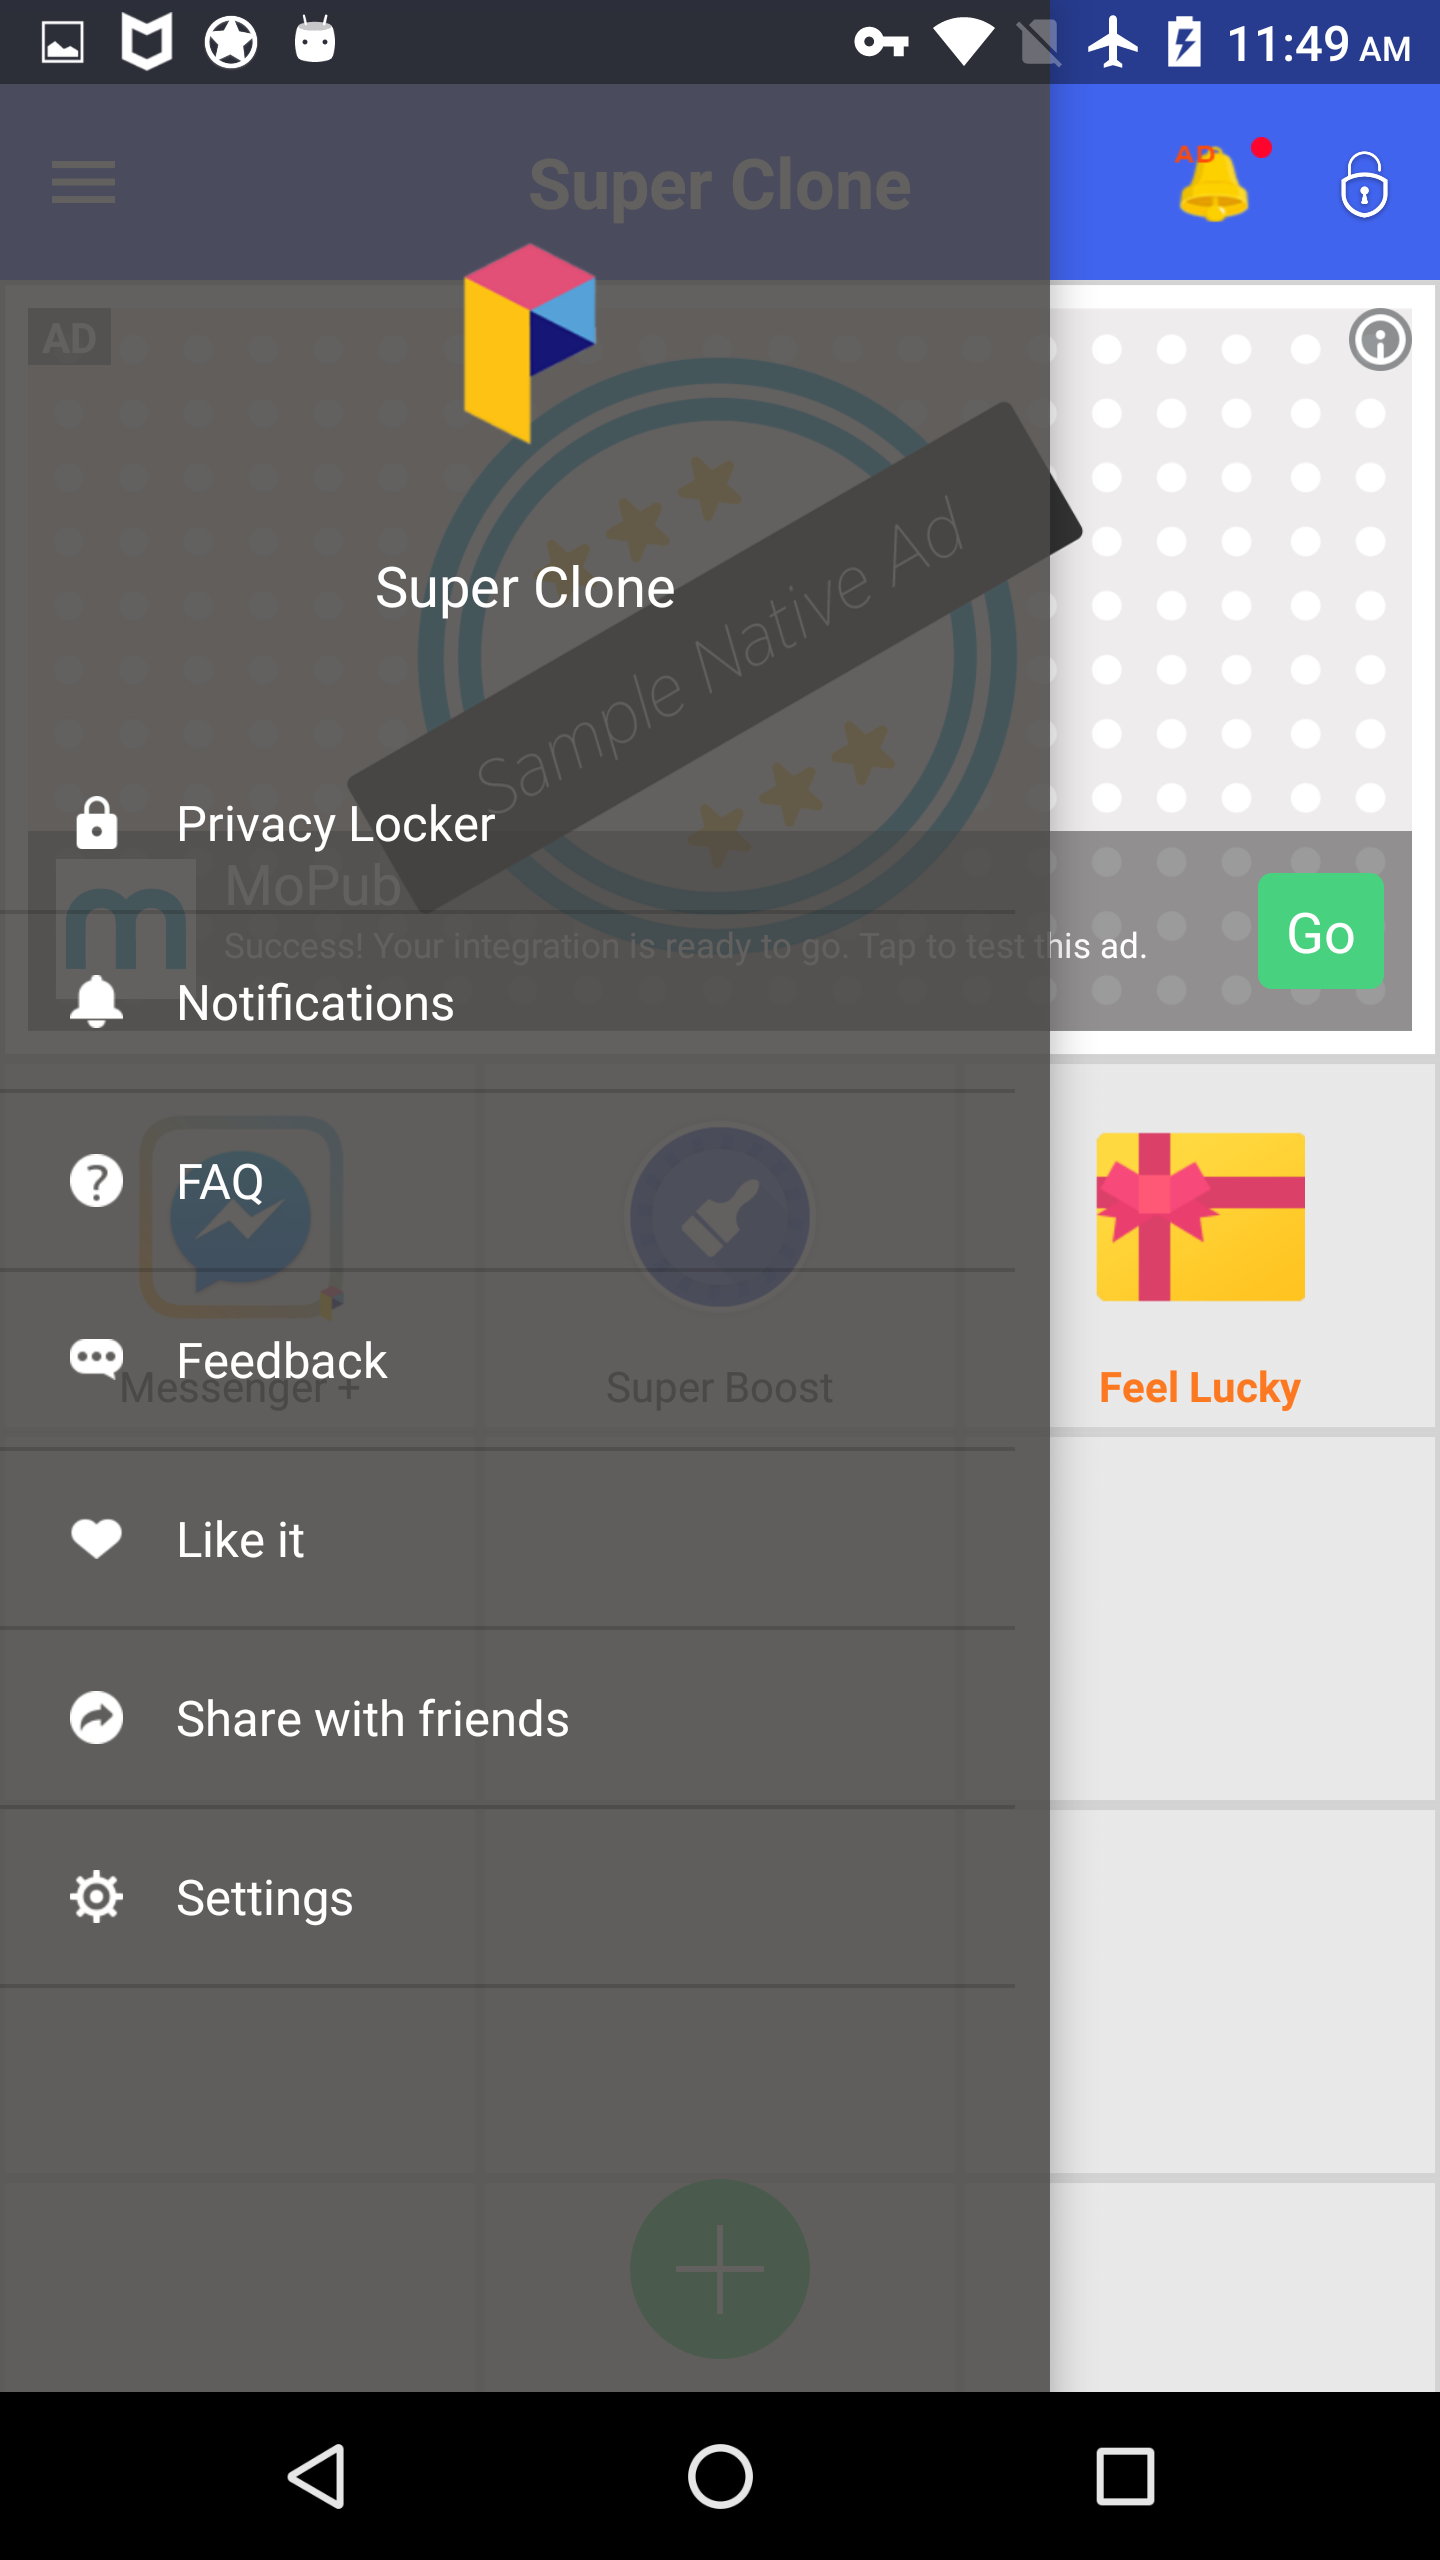 11:49 AM
Super Clone
AD
AD
Super Clone
Sample Native Ad
Privacy Locker
MoPub
Success! Your integration is ready to go. Tap to test this ad.
Go
Notifications
FAQ
Feedback
Messenger +
Super Boost
Feel Lucky
Like it
Share with friends
Settings